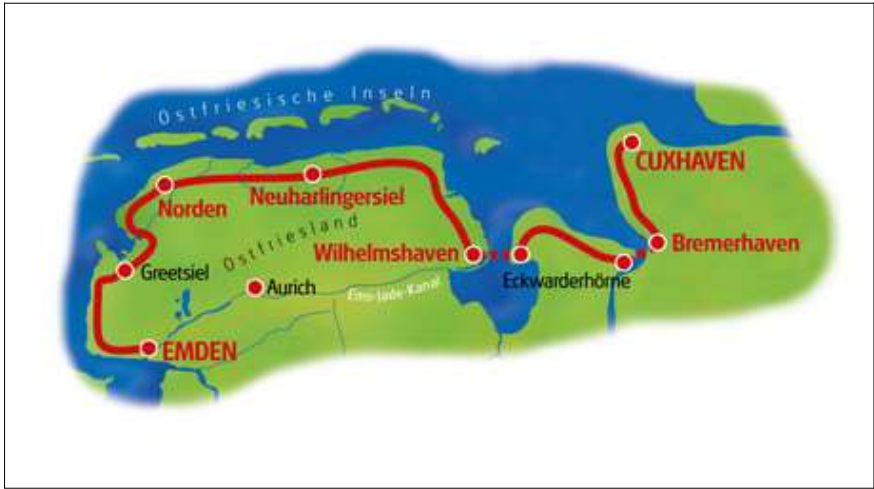 Ostfriesische Inseln
CUXHAVEN
Norden
Neuharlingersiel
Ostfriesland
Wilhelmshaven
Bremerhaven
Greetsiel
Eckwarderhörne
Aurich
Ems-Jade-Kanal
EMDEN